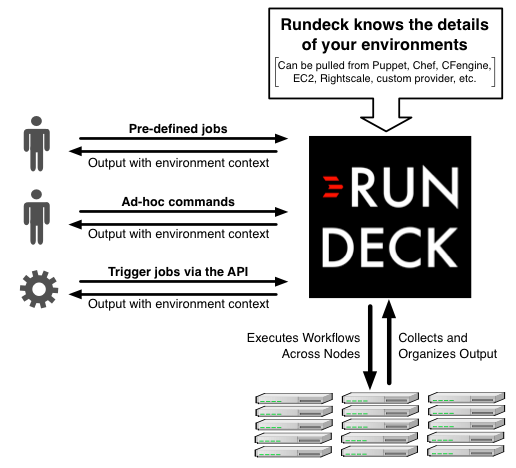 Rundeck knows the details
of your environments
Can be pulled from Puppet, Chef, CFengine,
EC2, Rightscale, custom provider, etc.
Pre-defined jobs
Output with environment context
Ad-hoc commands
Output with environment context
Trigger jobs via the API
Output with environment context
RUN
DECK
Executes Workflows
Across Nodes
Collects and
Organizes Output